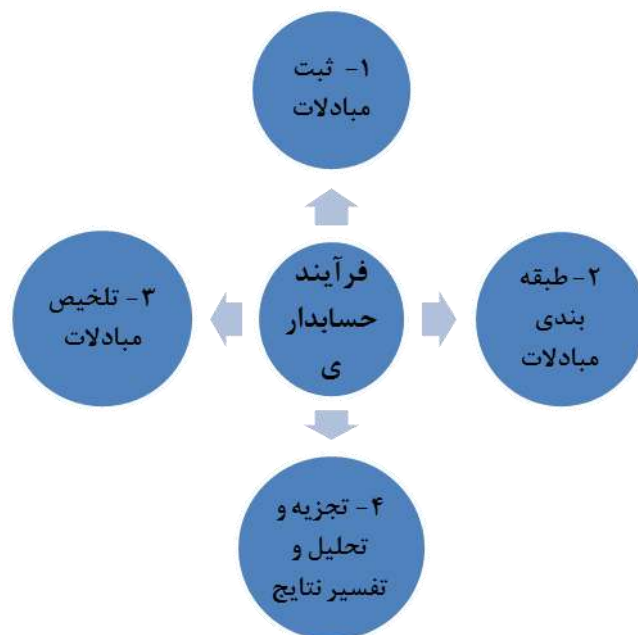 ۱- ثبت
مبادلات
فرآیند
حسابدار
ی
۲- طبقه
بندی
مبادلات
۳- تلخیص
مبادلات
۴- تجزیه و
تحلیل و
تفسیر نتایج